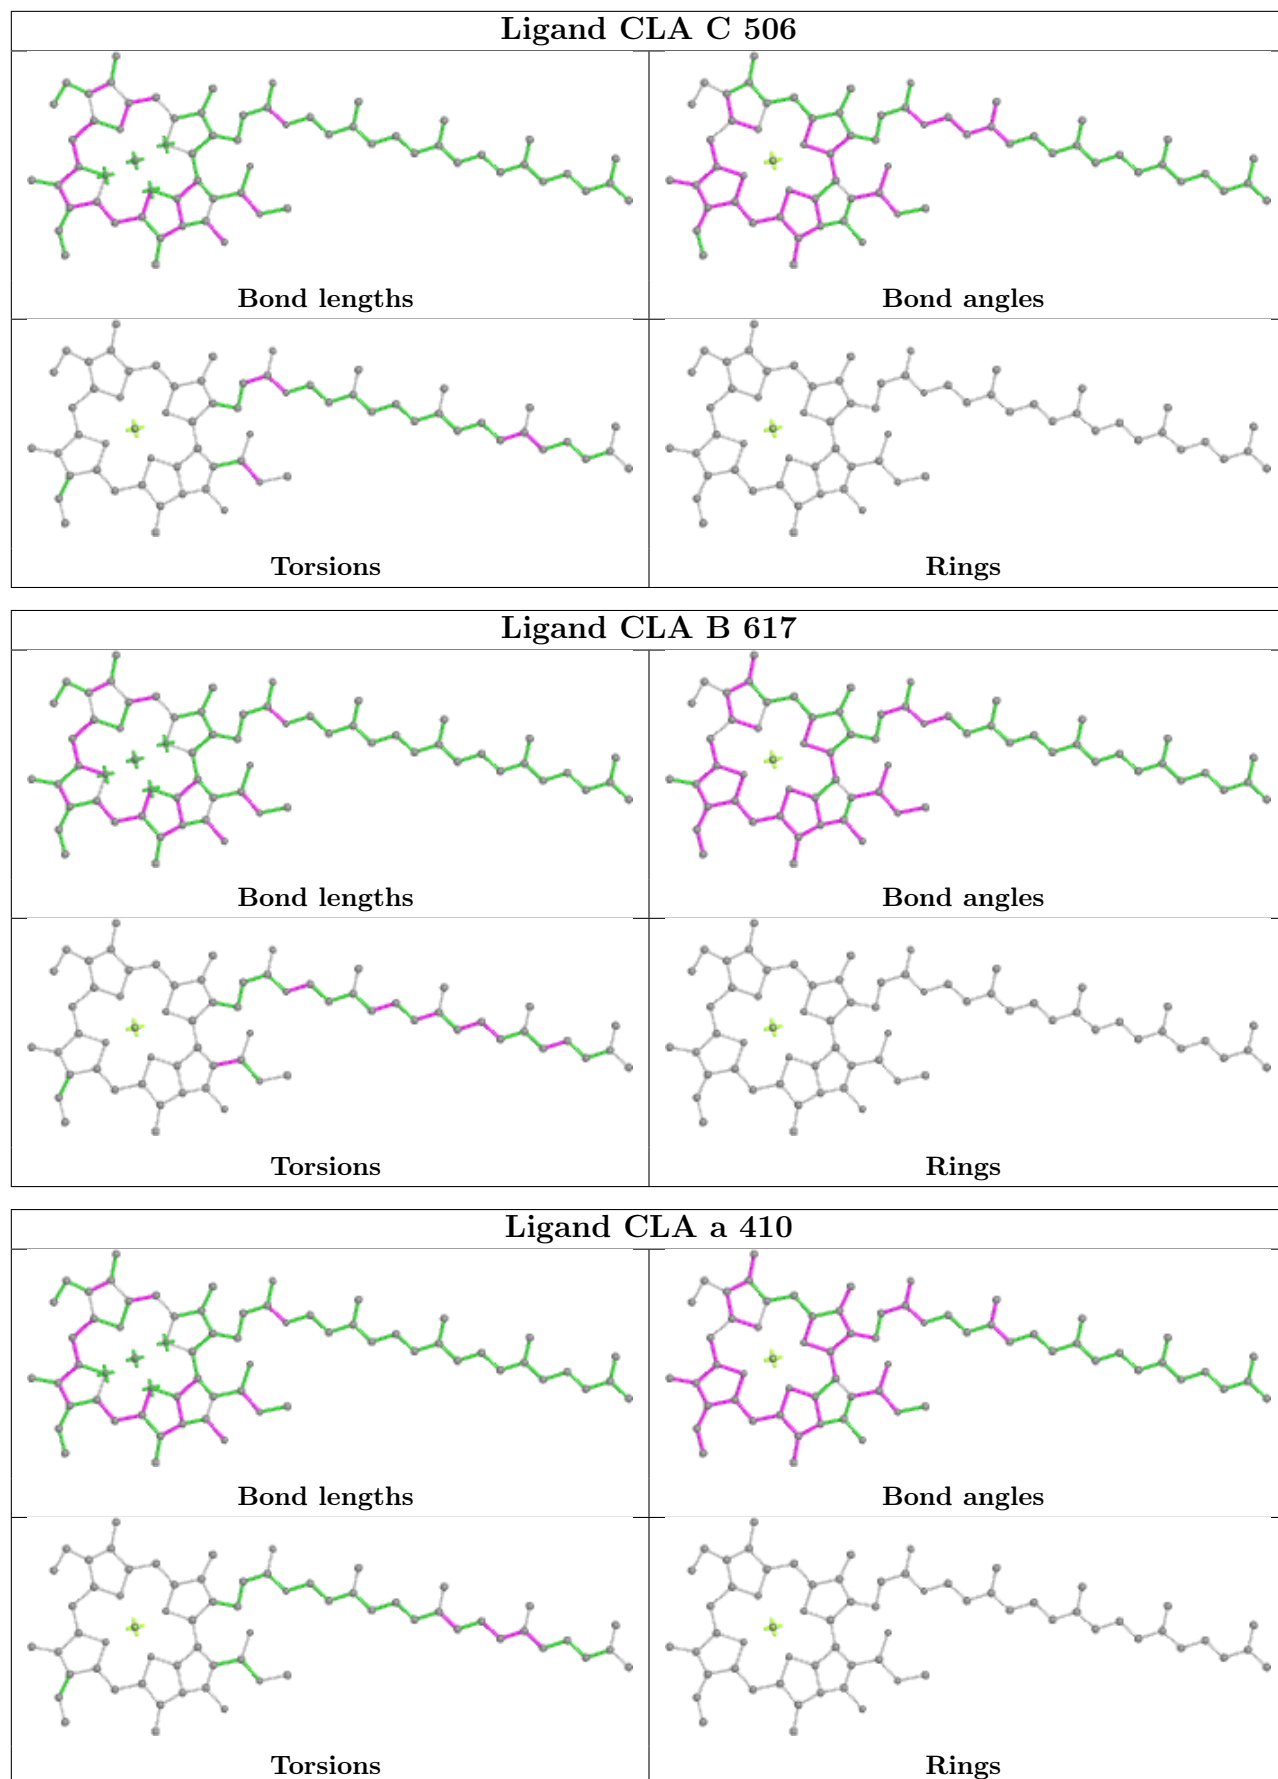 Ligand CLA C 506
Bond lengths
Bond angles
Torsions
Rings
Ligand CLA B 617
Bond lengths
Bond angles
Torsions
Rings
Ligand CLA a 410
Bond lengths
Bond angles
Torsions
Rings